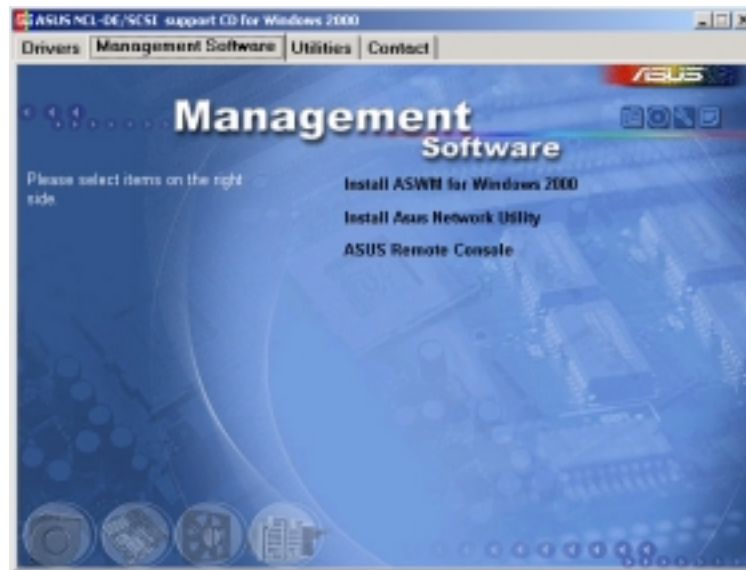 ASUS NCL-DE/SCSI support CD for Windows 2000
Drivers Management Software Utilities Contact
ASUS
Management
Software
Please select items on the right
side.
Install ASWM for Windows 2000
Install Asus Network Utility
ASUS Remote Console